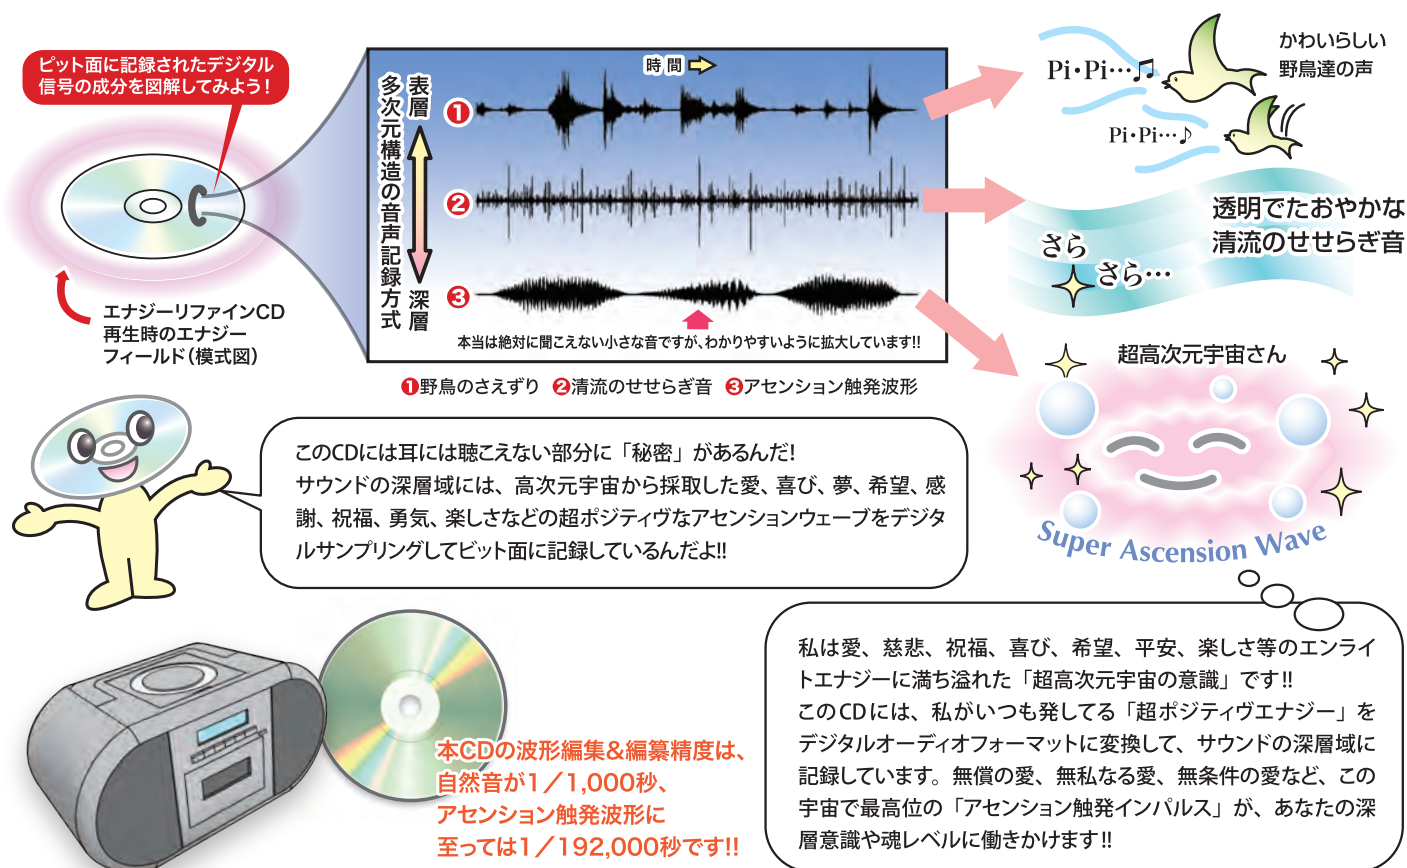 ピット面に記録されたデジタル
信号の成分を図解してみよう!
エナジーリファインCD
再生時のエナジー
フィールド(模式図)
時間
表層
多次元構造の音声記録方式
深層
❶
❷
❸
本当は絶対に聞こえない小さな音ですが、わかりやすいように拡大しています!!
❶野鳥のさえずり ❷清流のせせらぎ音 ❸アセンション触発波形
Pi・Pi…♫
かわいらしい
野鳥達の声
Pi・Pi…♪
透明でたおやかな
清流のせせらぎ音
さら
さら…
超高次元宇宙さん
Super Ascension Wave
このCDには耳には聴こえない部分に「秘密」があるんだ!
サウンドの深層域には、高次元宇宙から採取した愛、喜び、夢、希望、感
謝、祝福、勇気、楽しさなどの超ポジティヴなアセンションウェーブをデジタ
ルサンプリングしてピット面に記録しているんだよ!!
本CDの波形編集&編纂精度は、
自然音が1/1,000秒、
アセンション触発波形に
至っては1/192,000秒です!!
私は愛、慈悲、祝福、喜び、希望、平安、楽しさ等のエンライ
トエナジーに満ち溢れた「超高次元宇宙の意識」です!!
このCDには、私がいつも発してる「超ポジティヴエナジー」を
デジタルオーディオフォーマットに変換して、サウンドの深層域に
記録しています。無償の愛、無私なる愛、無条件の愛など、この
宇宙で最高位の「アセンション触発インパルス」が、あなたの深
層意識や魂レベルに働きかけます!!